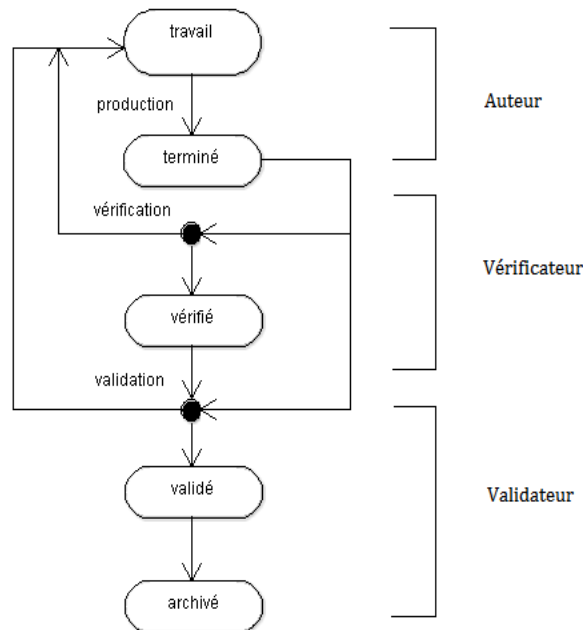 travail
production
Auteur
terminé
vérification
Vérificateur
vérifié
validation
validé
Validateur
archivé